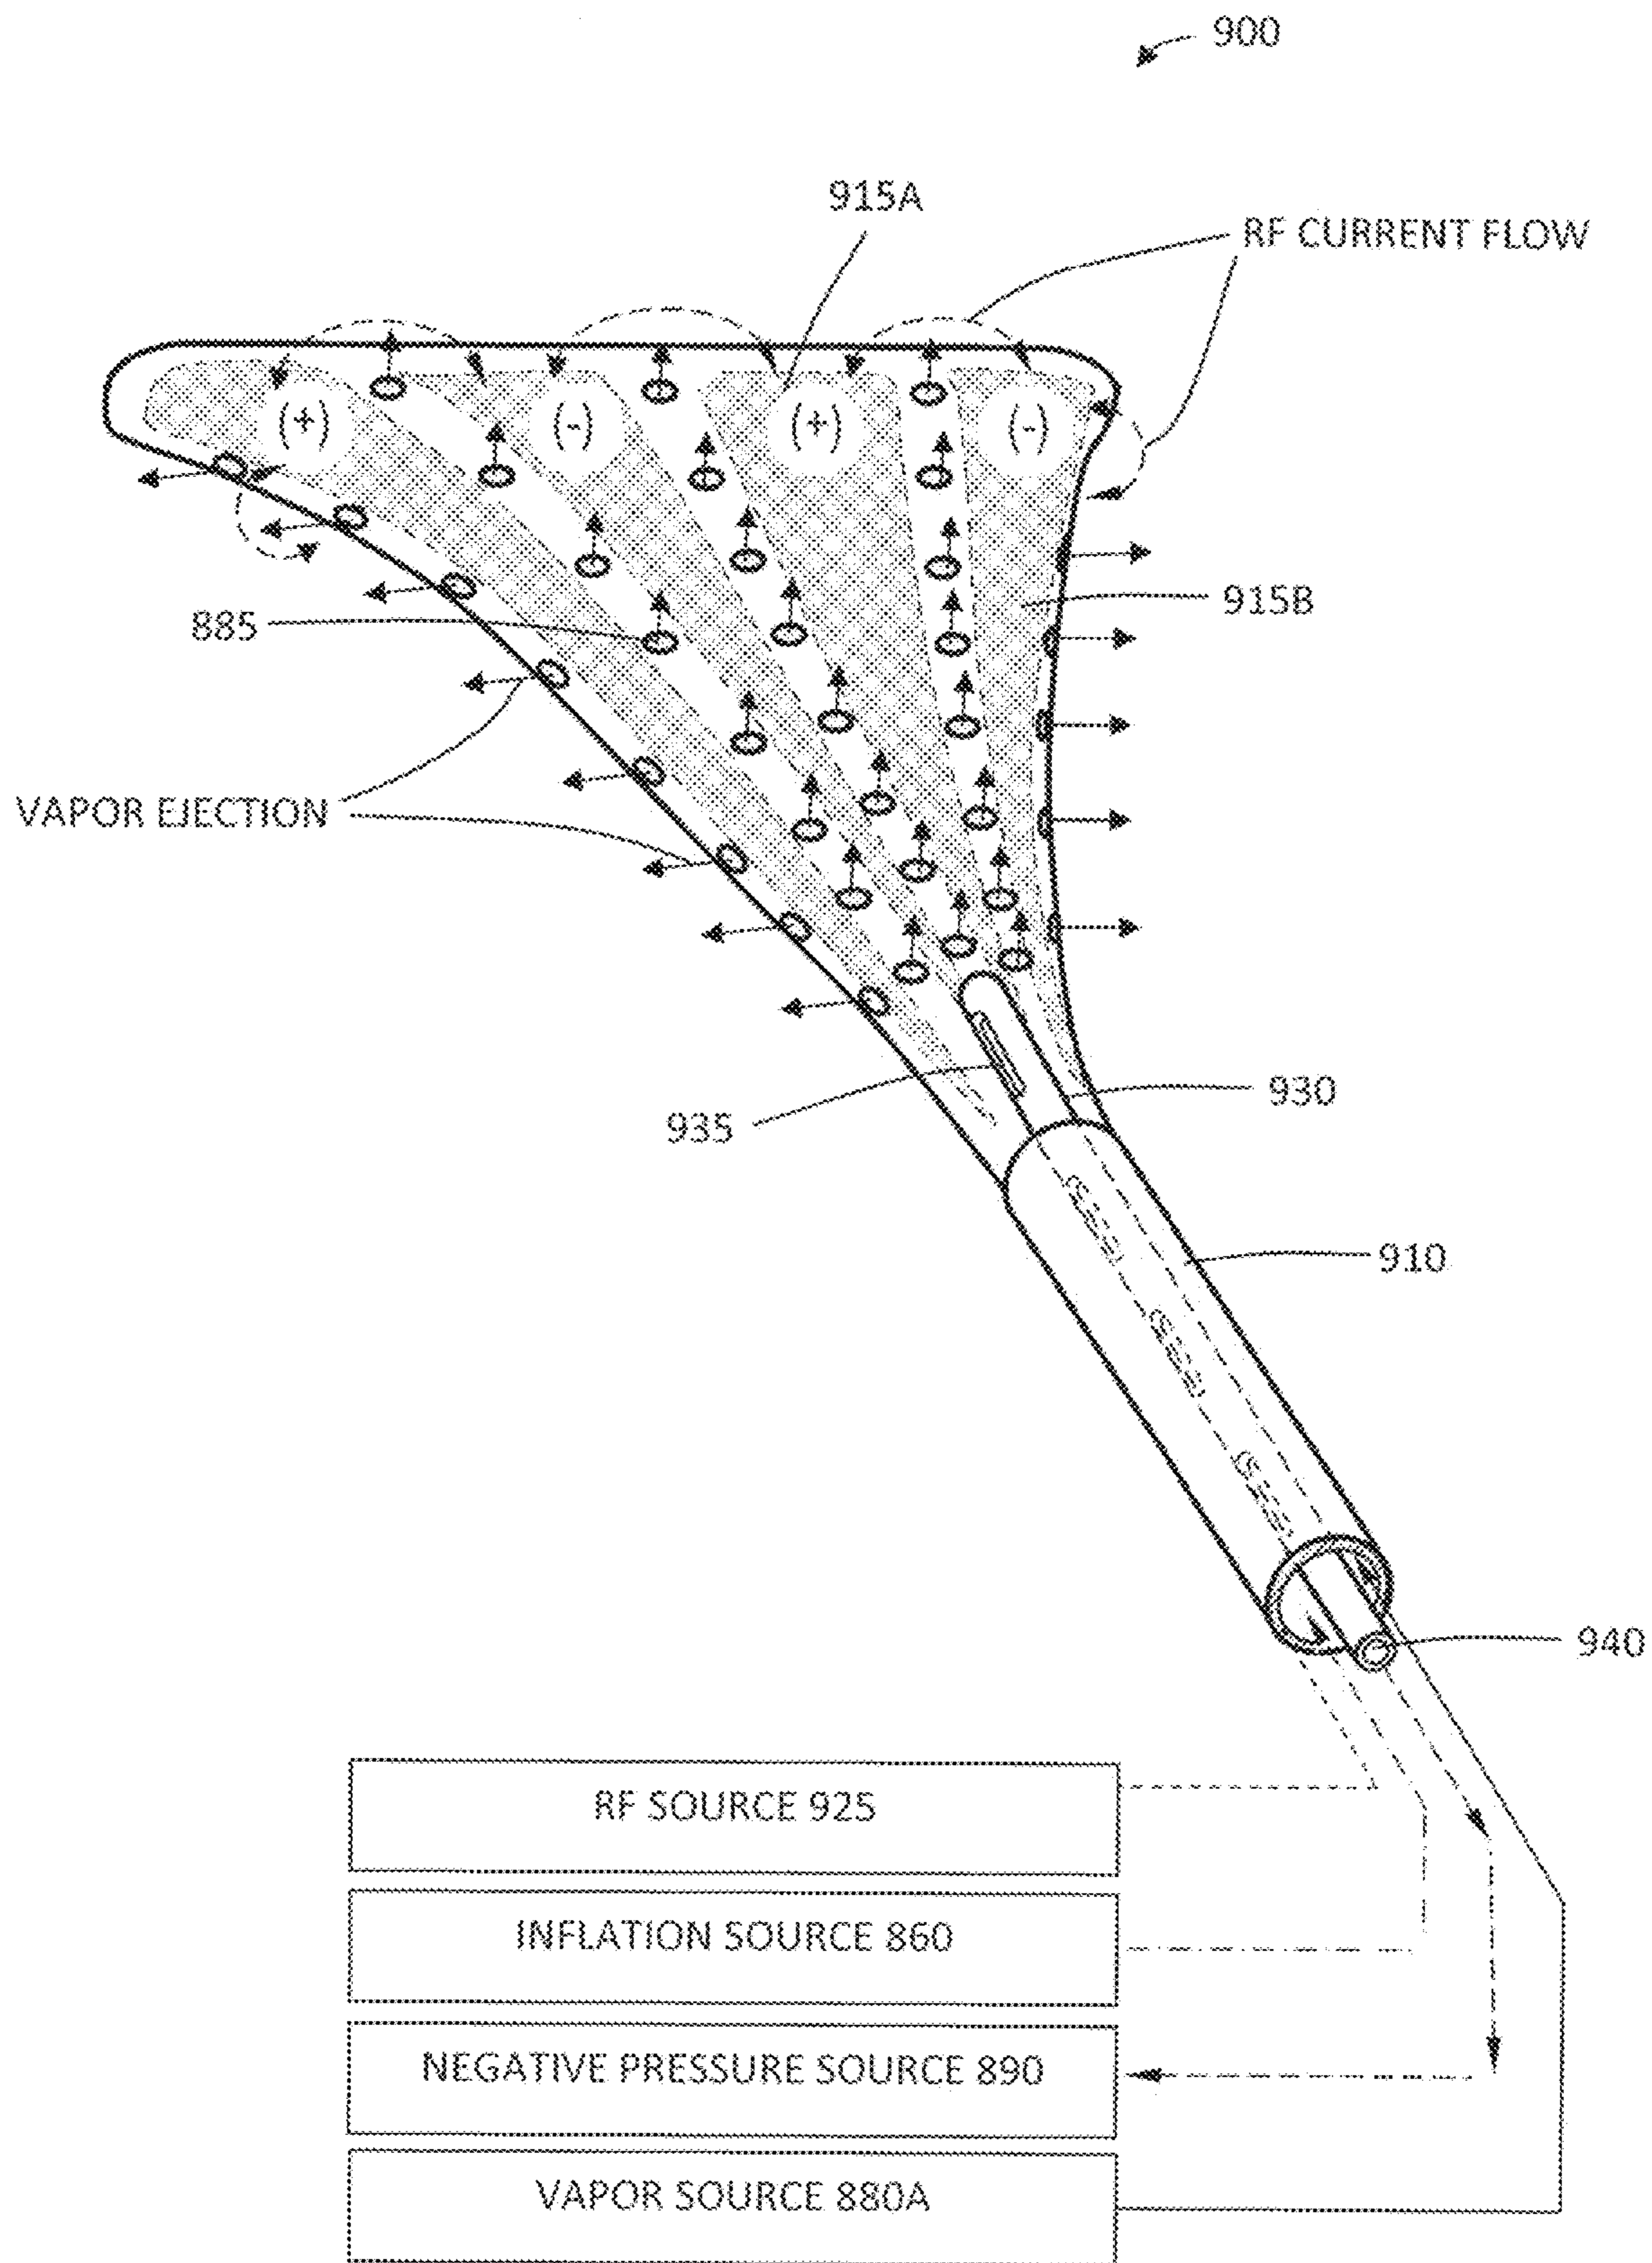 900
915A
RF CURRENT FLOW
(+)
(-)
(+)
(-)
915B
885
VAPOR EJECTION
930
935
910
940
RF SOURCE 925
INFLATION SOURCE 860
NEGATIVE PRESSURE SOURCE 890
VAPOR SOURCE 880A